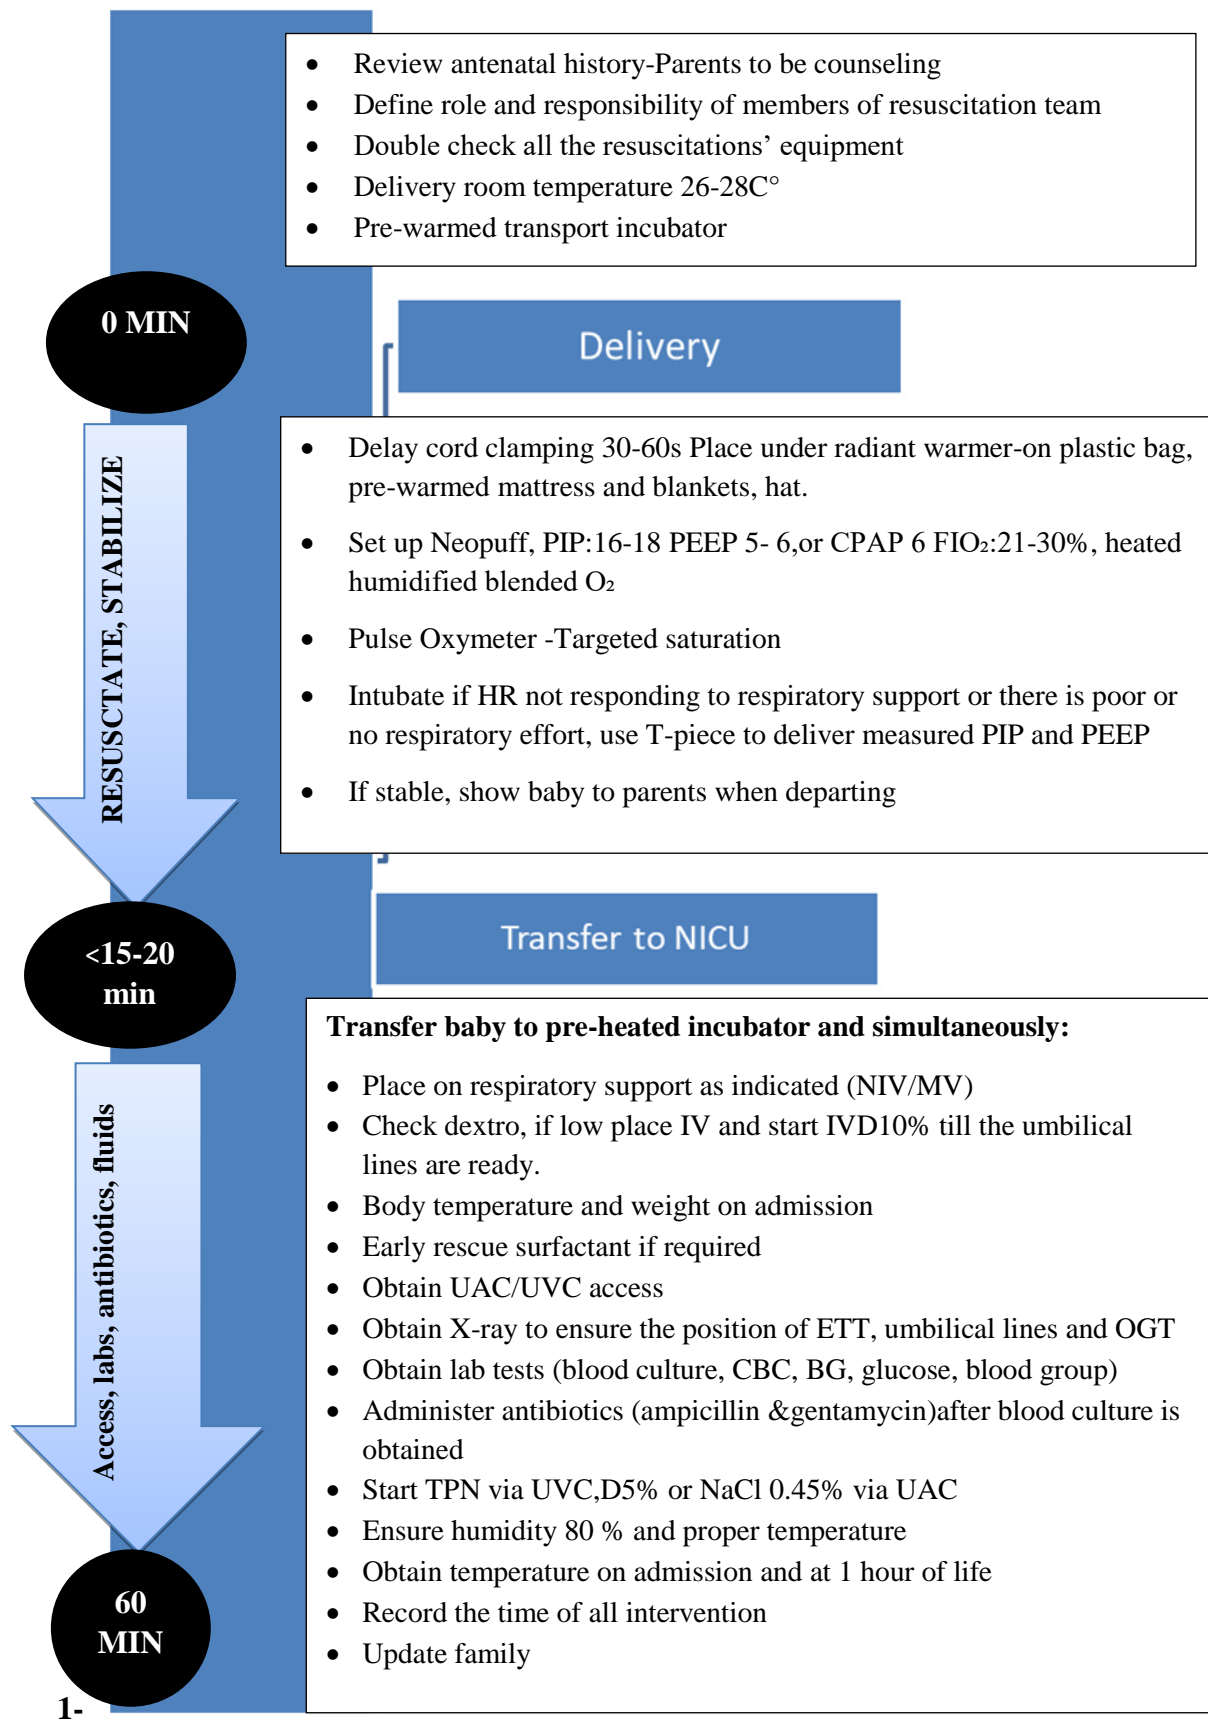 • Review antenatal history-Parents to be counseling
• Define role and responsibility of members of resuscitation team
• Double check all the resuscitations’ equipment
• Delivery room temperature 26-28C°
• Pre-warmed transport incubator
0 MIN
Delivery
RESUSCTATE, STABILIZE
• Delay cord clamping 30-60s Place under radiant warmer-on plastic bag,
pre-warmed mattress and blankets, hat.
• Set up Neopuff, PIP:16-18 PEEP 5- 6,or CPAP 6 FIO₂:21-30%, heated
humidified blended O₂
• Pulse Oxymeter -Targeted saturation
• Intubate if HR not responding to respiratory support or there is poor or
no respiratory effort, use T-piece to deliver measured PIP and PEEP
• If stable, show baby to parents when departing
<15-20
min
Transfer to NICU
Access, labs, antibiotics, fluids
Transfer baby to pre-heated incubator and simultaneously:
• Place on respiratory support as indicated (NIV/MV)
• Check dextro, if low place IV and start IVD10% till the umbilical
lines are ready.
• Body temperature and weight on admission
• Early rescue surfactant if required
• Obtain UAC/UVC access
• Obtain X-ray to ensure the position of ETT, umbilical lines and OGT
• Obtain lab tests (blood culture, CBC, BG, glucose, blood group)
• Administer antibiotics (ampicillin &gentamycin)after blood culture is
obtained
• Start TPN via UVC,D5% or NaCl 0.45% via UAC
• Ensure humidity 80 % and proper temperature
• Obtain temperature on admission and at 1 hour of life
• Record the time of all intervention
• Update family
60
MIN
1-